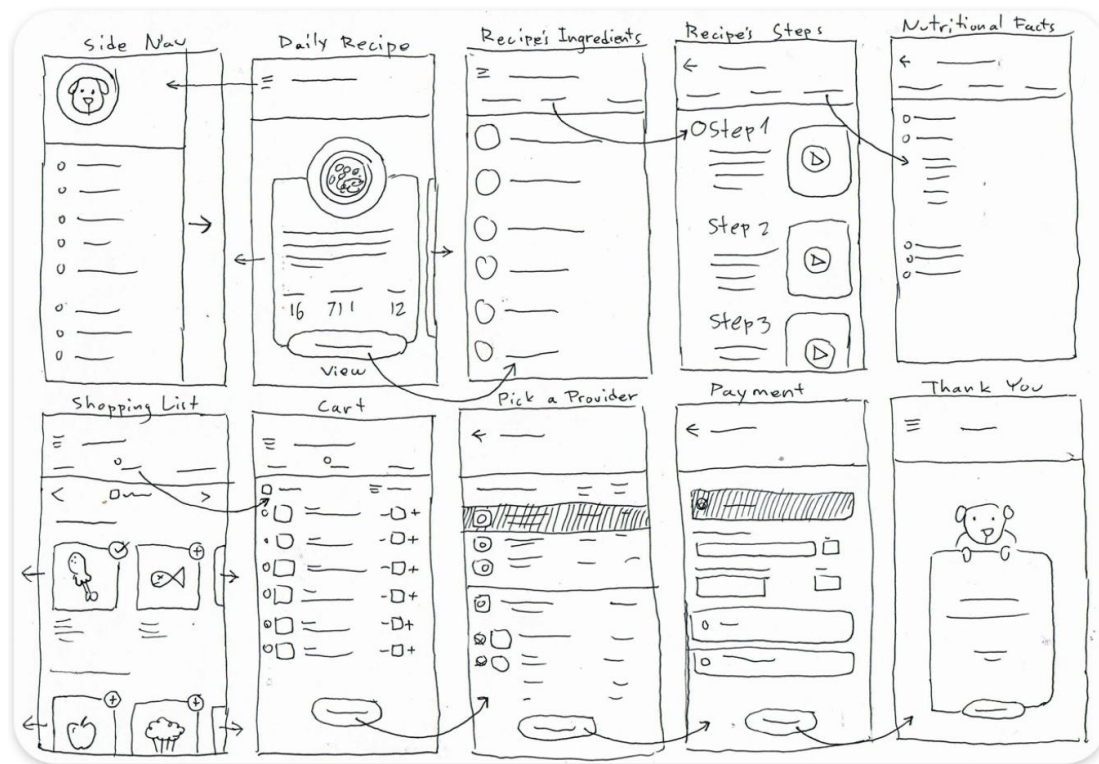 Side Nav
Daily Recipe
Recipe's Ingredients
Recipe's Steps
Nutritional Facts
Step 1
Step 2
Step 3
16 711 12
View
Shopping List
Cart
Pick a Provider
Payment
Thank You